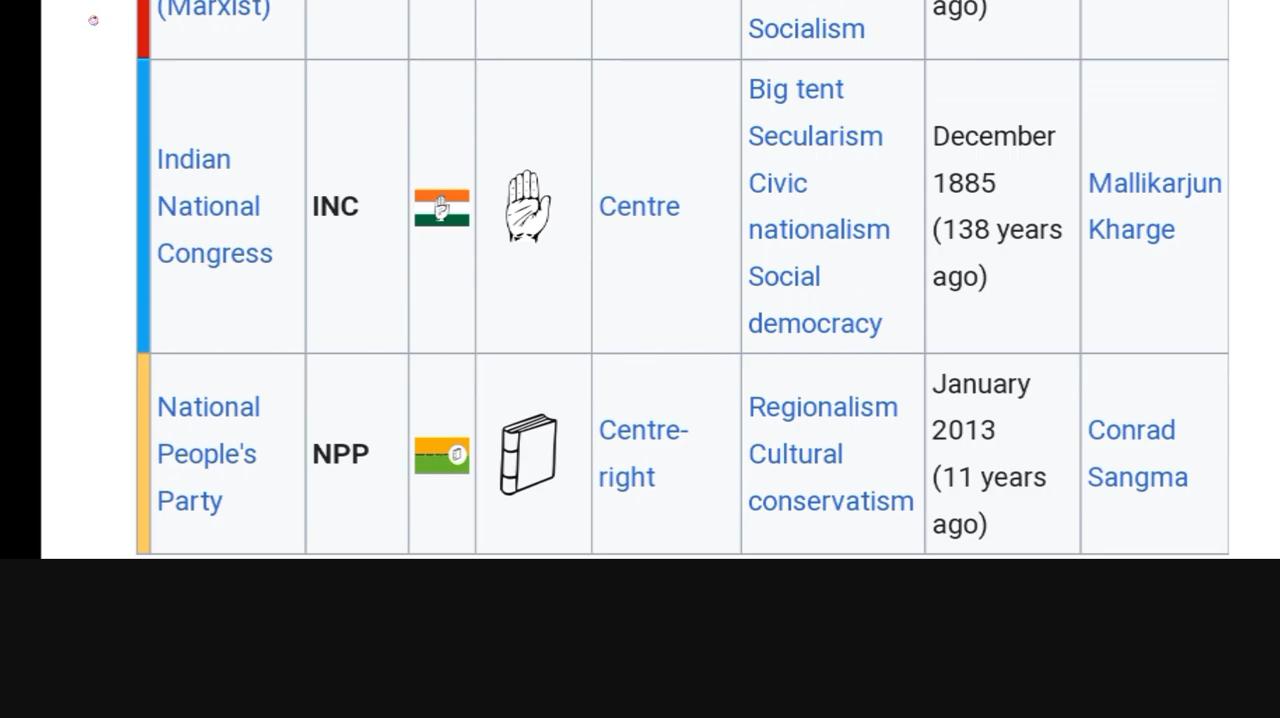 (Marxist)
Socialism
ago)
Indian
National
Congress
INC
Centre
Big tent
Secularism
Civic
nationalism
Social
democracy
December
1885
(138 years
ago)
Mallikarjun
Kharge
National
People's
Party
NPP
Centre-
right
Regionalism
Cultural
conservatism
January
2013
(11 years
ago)
Conrad
Sangma